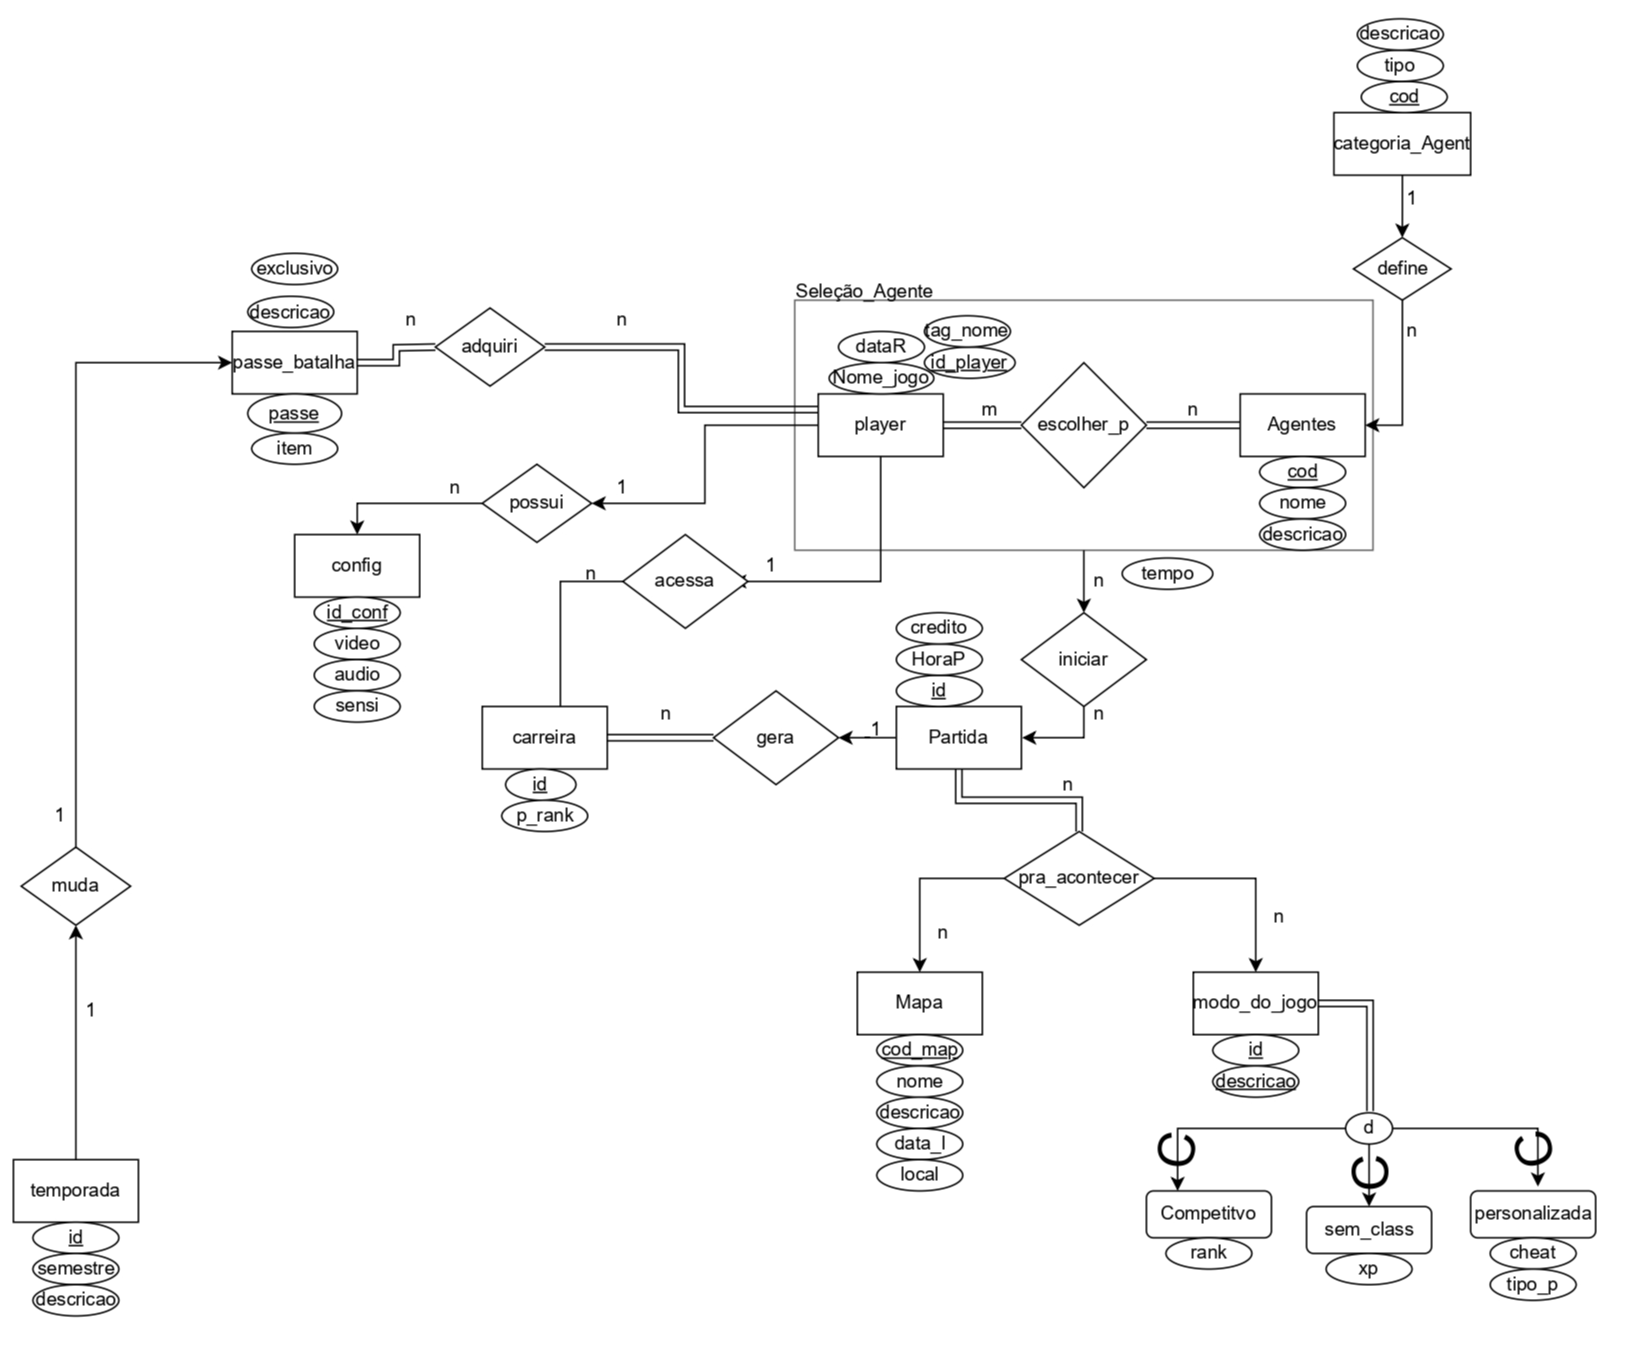 descricao
tipo
cod
categoria_Agent
1
define
n
exclusivo
descricao
passe_batalha
passe
item
n
adquiri
n
Seleção_Agente
dataR
tag_nome
Nome_jogo
id_player
player
m
escolher_p
n
Agentes
cod
nome
descricao
1
possui
n
config
id_conf
video
audio
sensi
1
acessa
n
n
tempo
iniciar
n
credito
HoraP
id
Partida
1
gera
n
carreira
id
p_rank
n
pra_acontecer
n
n
Mapa
cod_map
nome
descricao
data_l
local
modo_do_jogo
id
descricao
d
Competitvo
rank
sem_class
xp
personalizada
cheat
tipo_p
1
muda
1
temporada
id
semestre
descricao